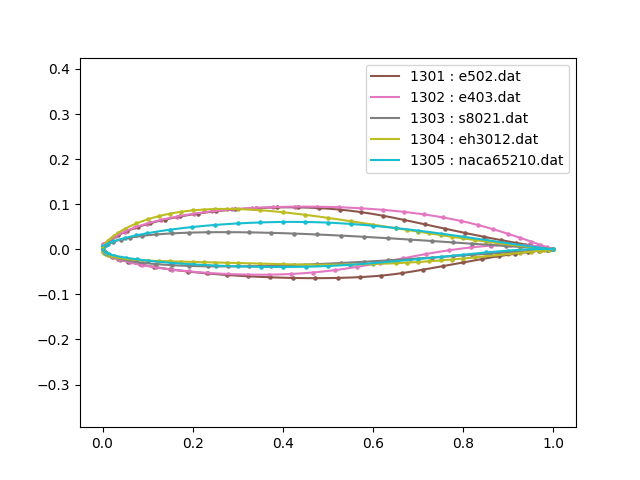 0.4
0.3
0.2
0.1
0.0
−0.1
−0.2
−0.3
0.0 0.2 0.4 0.6 0.8 1.0
1301 : e502.dat
1302 : e403.dat
1303 : s8021.dat
1304 : eh3012.dat
1305 : naca65210.dat